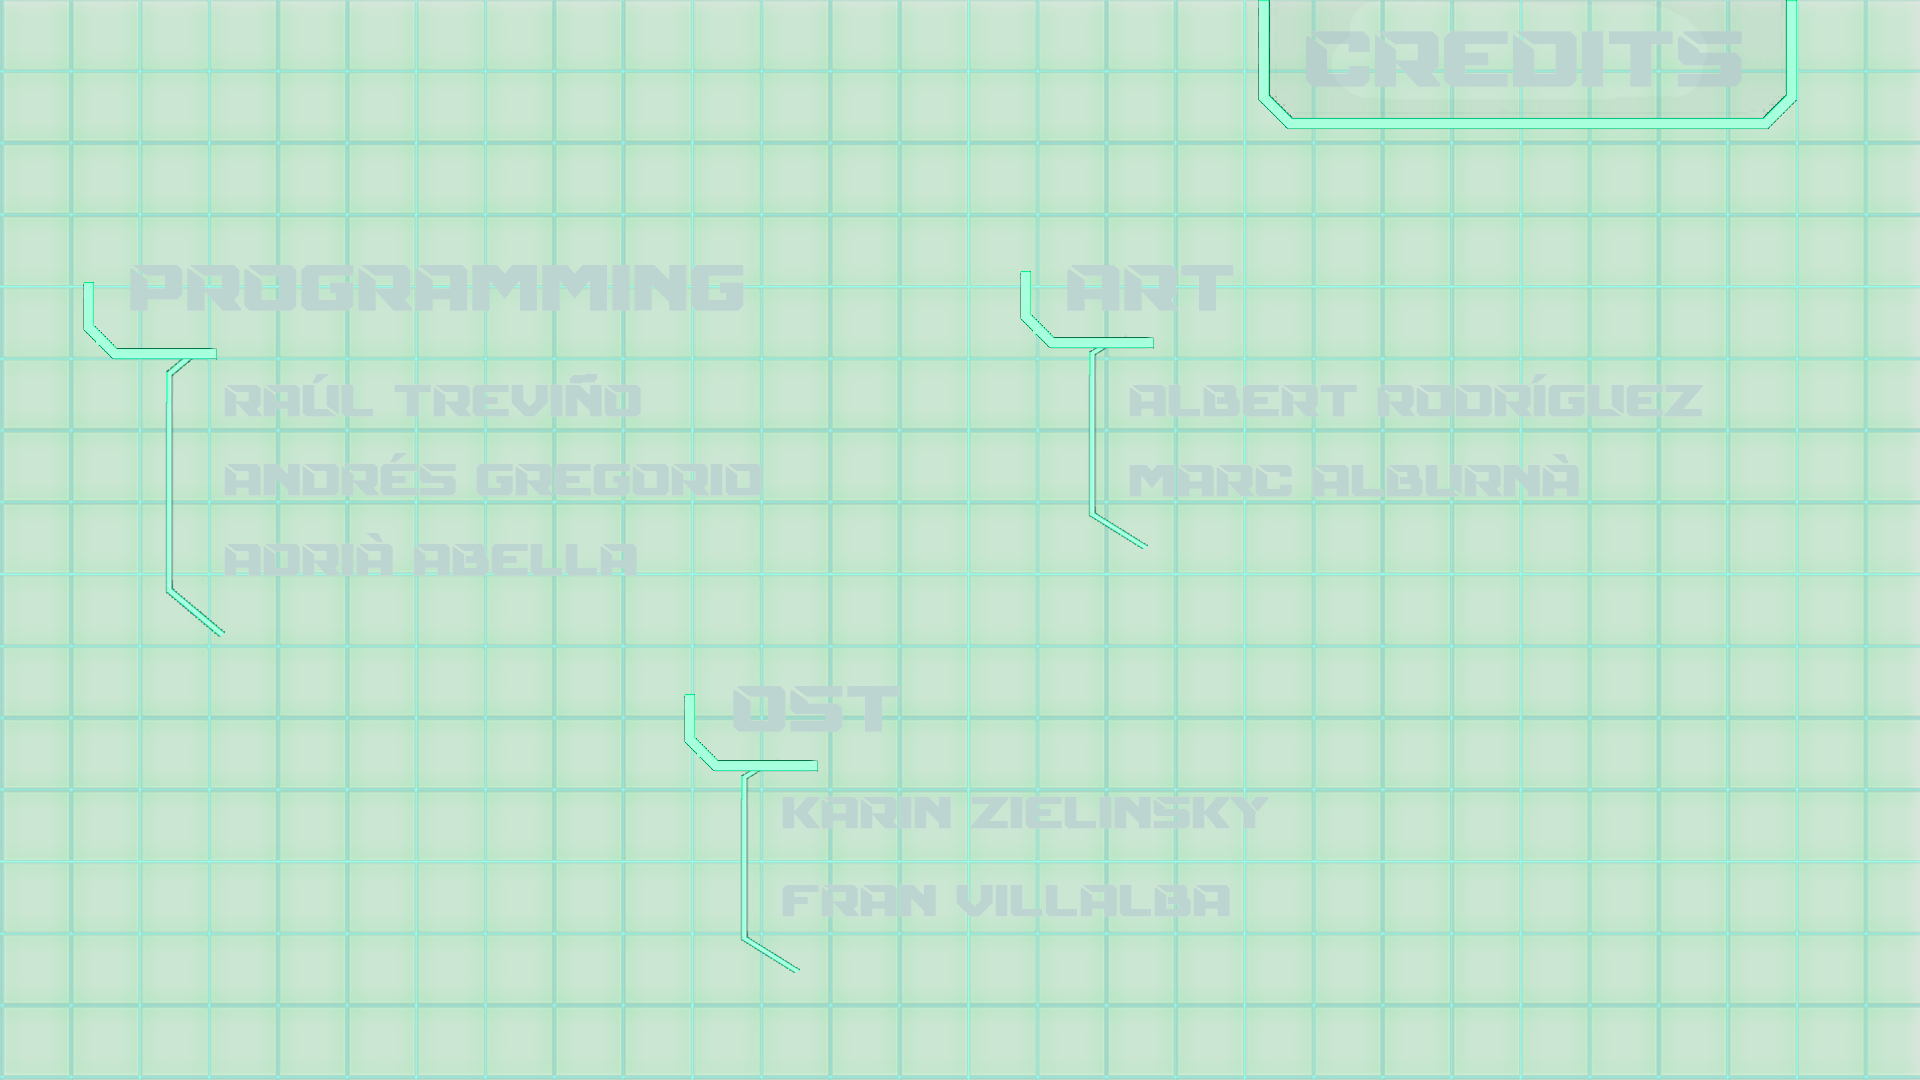 CREDITS
PROGRAMMING
RAÚL TREVIÑO
ANDRÉS GREGORIO
ADRIÀ ABELLA
ART
ALBERT RODRÍGUEZ
MARC ALBURNÀ
OST
KARIN ZIELINSKY
FRAN VILLALBA